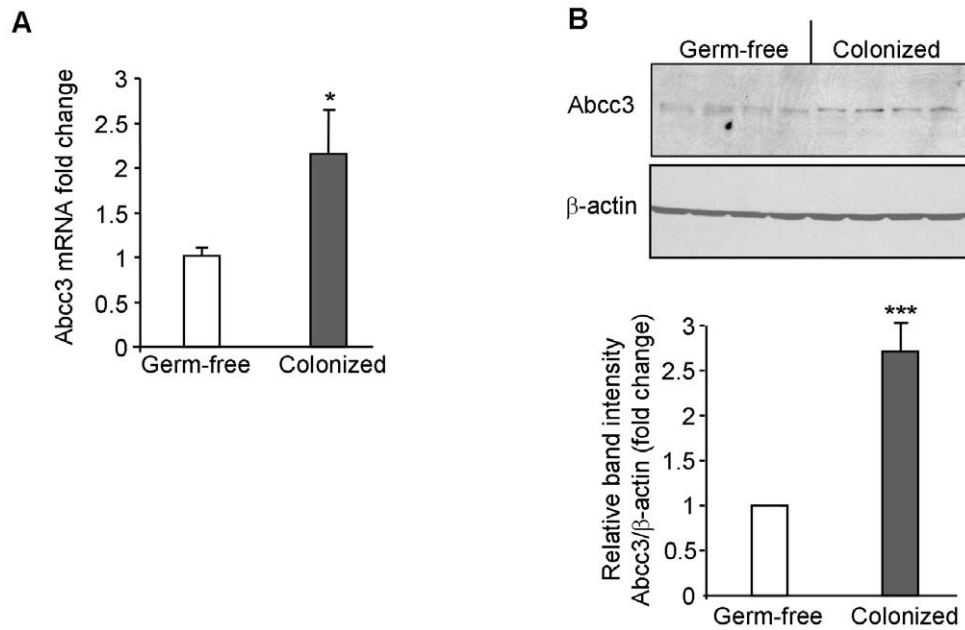 A
Abcc3 mRNA fold change
3
2.5
2
1.5
1
0.5
0
*
Germ-free
Colonized
B
Germ-free
Colonized
Abcc3
β-actin
Relative band intensity
Abcc3/β-actin (fold change)
3
2.5
2
1.5
1
0.5
0
***
Germ-free
Colonized